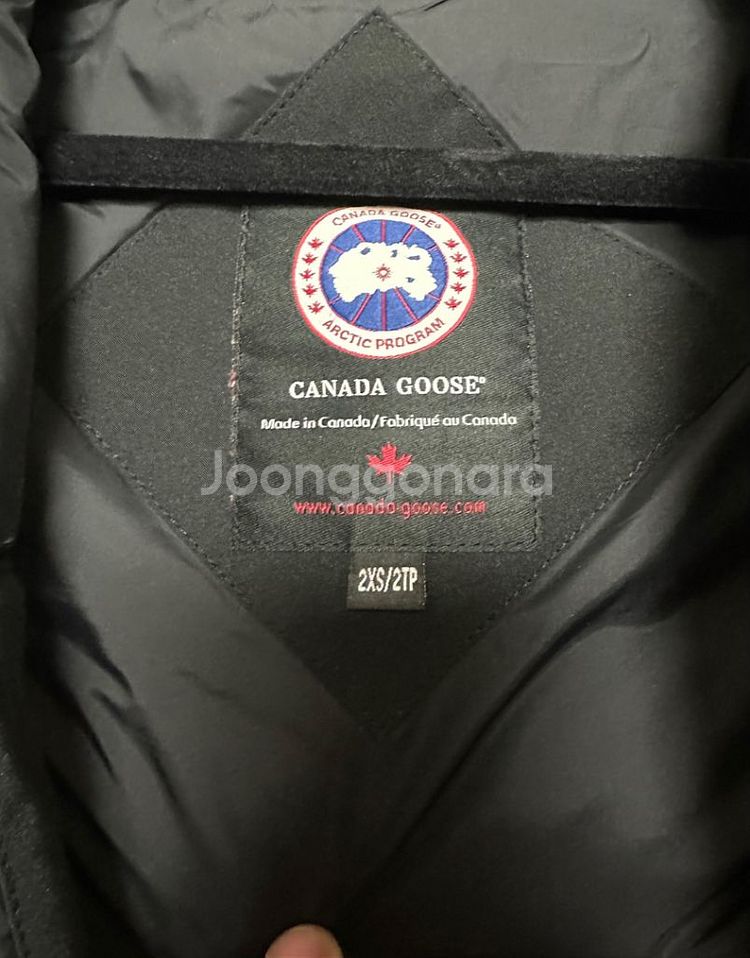 CANADA GOOSE®
ARCTIC PROGRAM
CANADA GOOSE®
Made in Canada/Fabriqué au Canada
Joonggonara
www.canada-goose.com
2XS/2TP